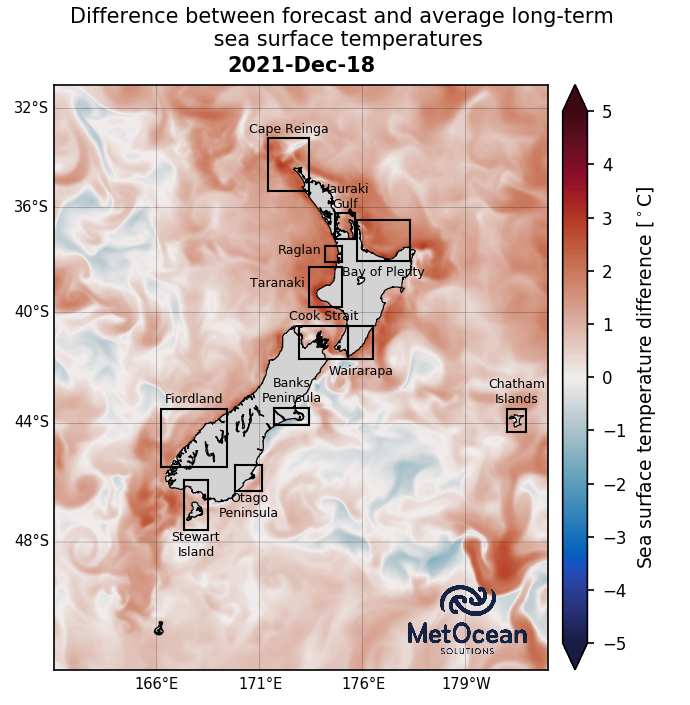 Difference between forecast and average long-term
sea surface temperatures
2021-Dec-18
32°S
36°S
40°S
44°S
48°S
Cape Reinga
Hauraki
Gulf
Raglan
Bay of Plenty
Taranaki
Cook Strait
Wairarapa
Banks
Peninsula
Fiordland
Chatham
Islands
Otago
Peninsula
Stewart
Island
MetOcean
SOLUTIONS
166°E
171°E
176°E
179°W
5
4
3
2
1
0
−1
−2
−3
−4
−5
Sea surface temperature difference [°C]